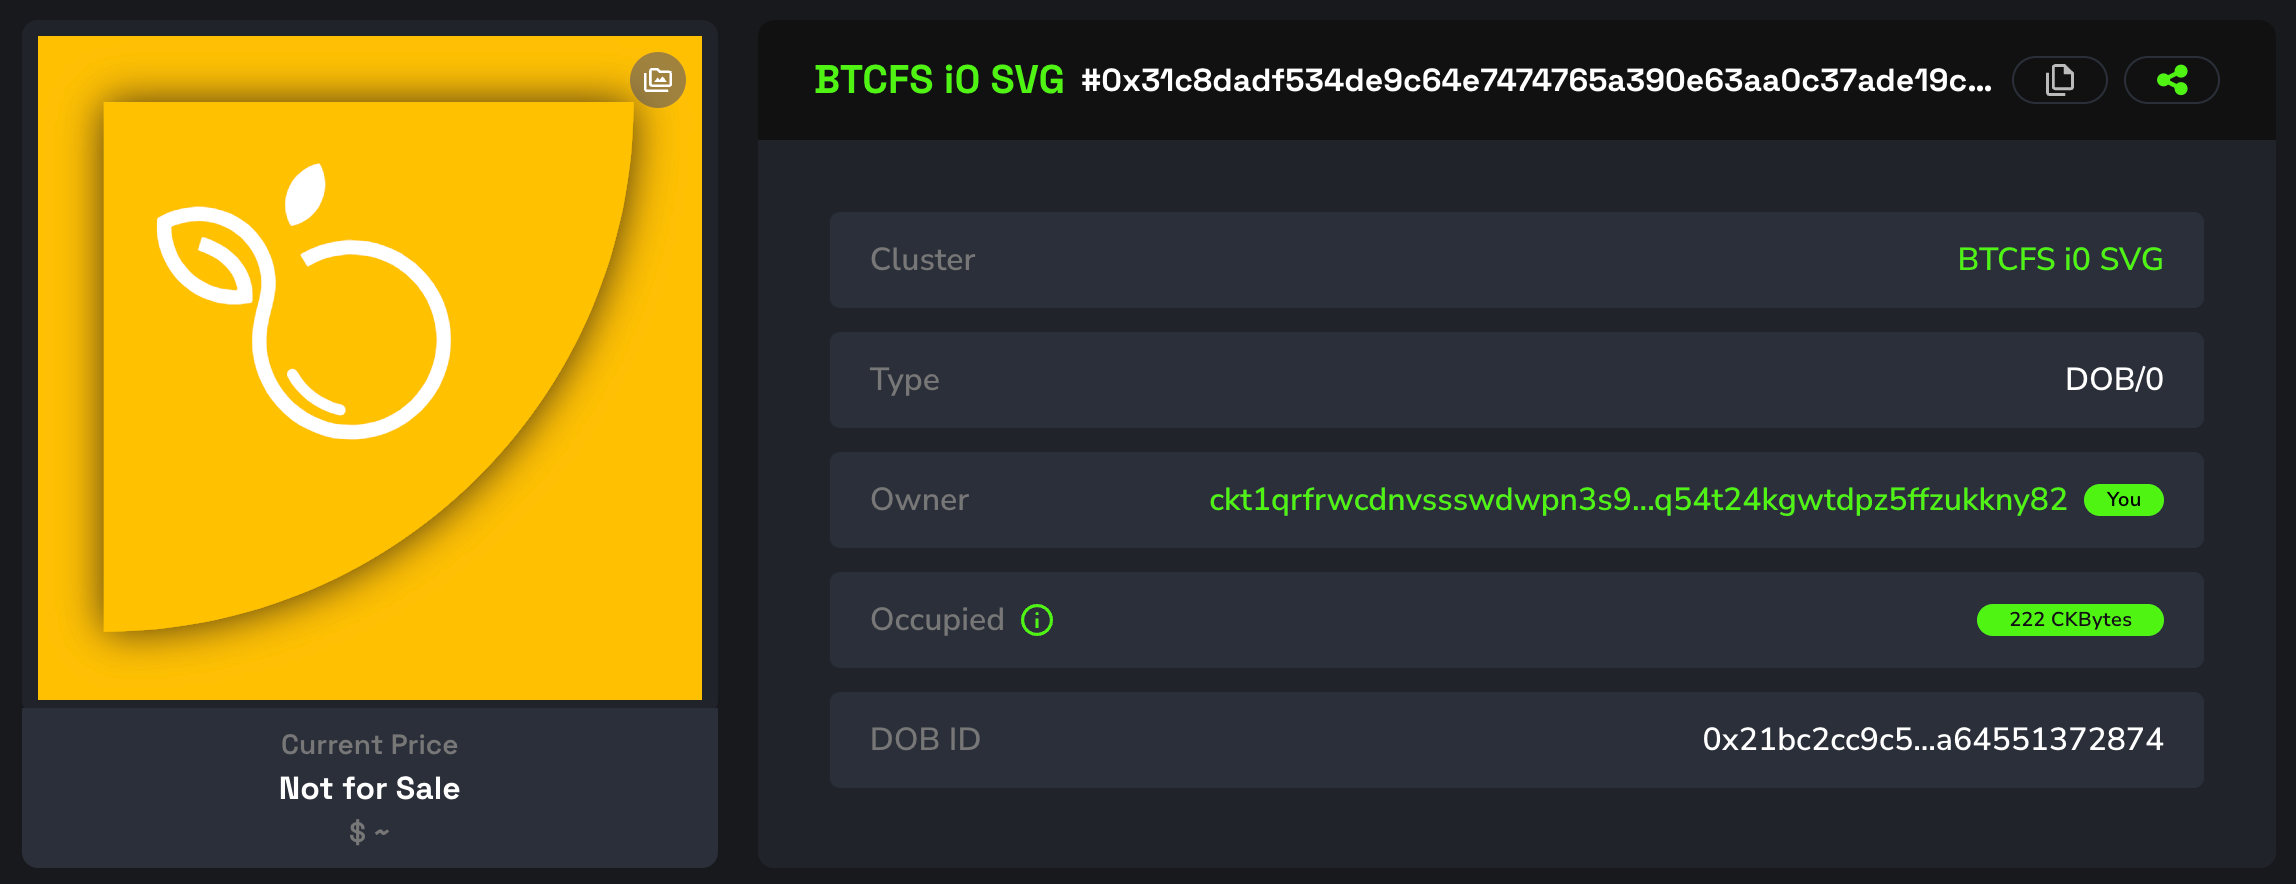 BTCFS i0 SVG #0x31c8dadf534de9c64e7474765a390e63aa0c37ade19c...
Cluster BTCFS i0 SVG
Type DOB/0
Owner ckt1qrfrwcdnvssswdwpn3s9...q54t24kgwtdpz5ffzukkny82 You
Occupied 222 CKBytes
DOB ID 0x21bc2cc9c5...a64551372874
Current Price
Not for Sale
$ ~